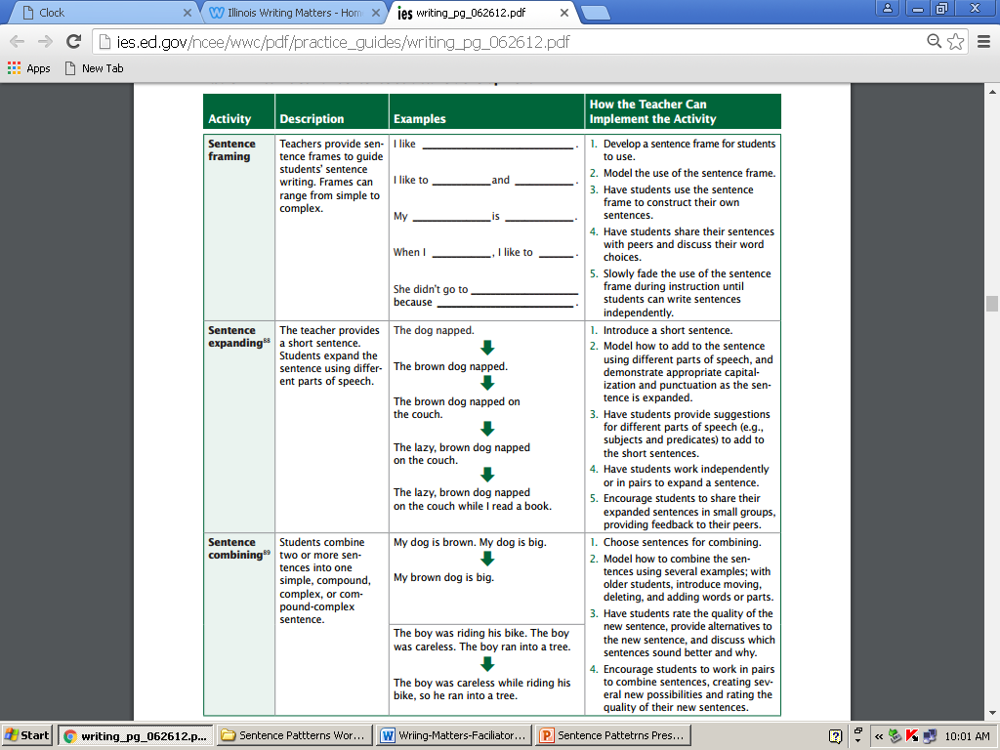 Clock
Illinois Writing Matters - Hom
ies writing_pg_062612.pdf
ies.ed.gov/ncee/wwc/pdf/practice_guides/writing_pg_062612.pdf
Apps New Tab
Activity Description Examples How the Teacher Can
Implement the Activity
Sentence
framing
Teachers provide sen-
tence frames to guide
students' sentence
writing. Frames can
range from simple to
complex.
I like ____________ .
I like to ______ and ______ .
My ______ is ______ .
When I ______ , I like to ____ .
She didn't go to ________
because ____________ .
1. Develop a sentence frame for students
to use.
2. Model the use of the sentence frame.
3. Have students use the sentence
frame to construct their own
sentences.
4. Have students share their sentences
with peers and discuss their word
choices.
5. Slowly fade the use of the sentence
frame during instruction until
students can write sentences
independently.
Sentence
expanding88
The teacher provides
a short sentence.
Students expand the
sentence using differ-
ent parts of speech.
The dog napped.
The brown dog napped.
The brown dog napped on
the couch.
The lazy, brown dog napped
on the couch.
The lazy, brown dog napped
on the couch while I read a book.
1. Introduce a short sentence.
2. Model how to add to the sentence
using different parts of speech, and
demonstrate appropriate capital-
ization and punctuation as the sen-
tence is expanded.
3. Have students provide suggestions
for different parts of speech (e.g.,
subjects and predicates) to add to
the short sentences.
4. Have students work independently
or in pairs to expand a sentence.
5. Encourage students to share their
expanded sentences in small groups,
providing feedback to their peers.
Sentence
combining89
Students combine
two or more sen-
tences into one
simple, compound,
complex, or com-
pound-complex
sentence.
My dog is brown. My dog is big.
My brown dog is big.
The boy was riding his bike. The boy
was careless. The boy ran into a tree.
The boy was careless while riding his
bike, so he ran into a tree.
1. Choose sentences for combining.
2. Model how to combine the sen-
tences using several examples; with
older students, introduce moving,
deleting, and adding words or parts.
3. Have students rate the quality of the
new sentence, provide alternatives to
the new sentence, and discuss which
sentences sound better and why.
4. Encourage students to work in pairs
to combine sentences, creating sev-
eral new possibilities and rating the
quality of their new sentences.
Start
writing_pg_062612.p...
Sentence Pattterns Wor...
Wriing-Matters-Faciliator...
Sentence Patetrns Pres...
10:01 AM